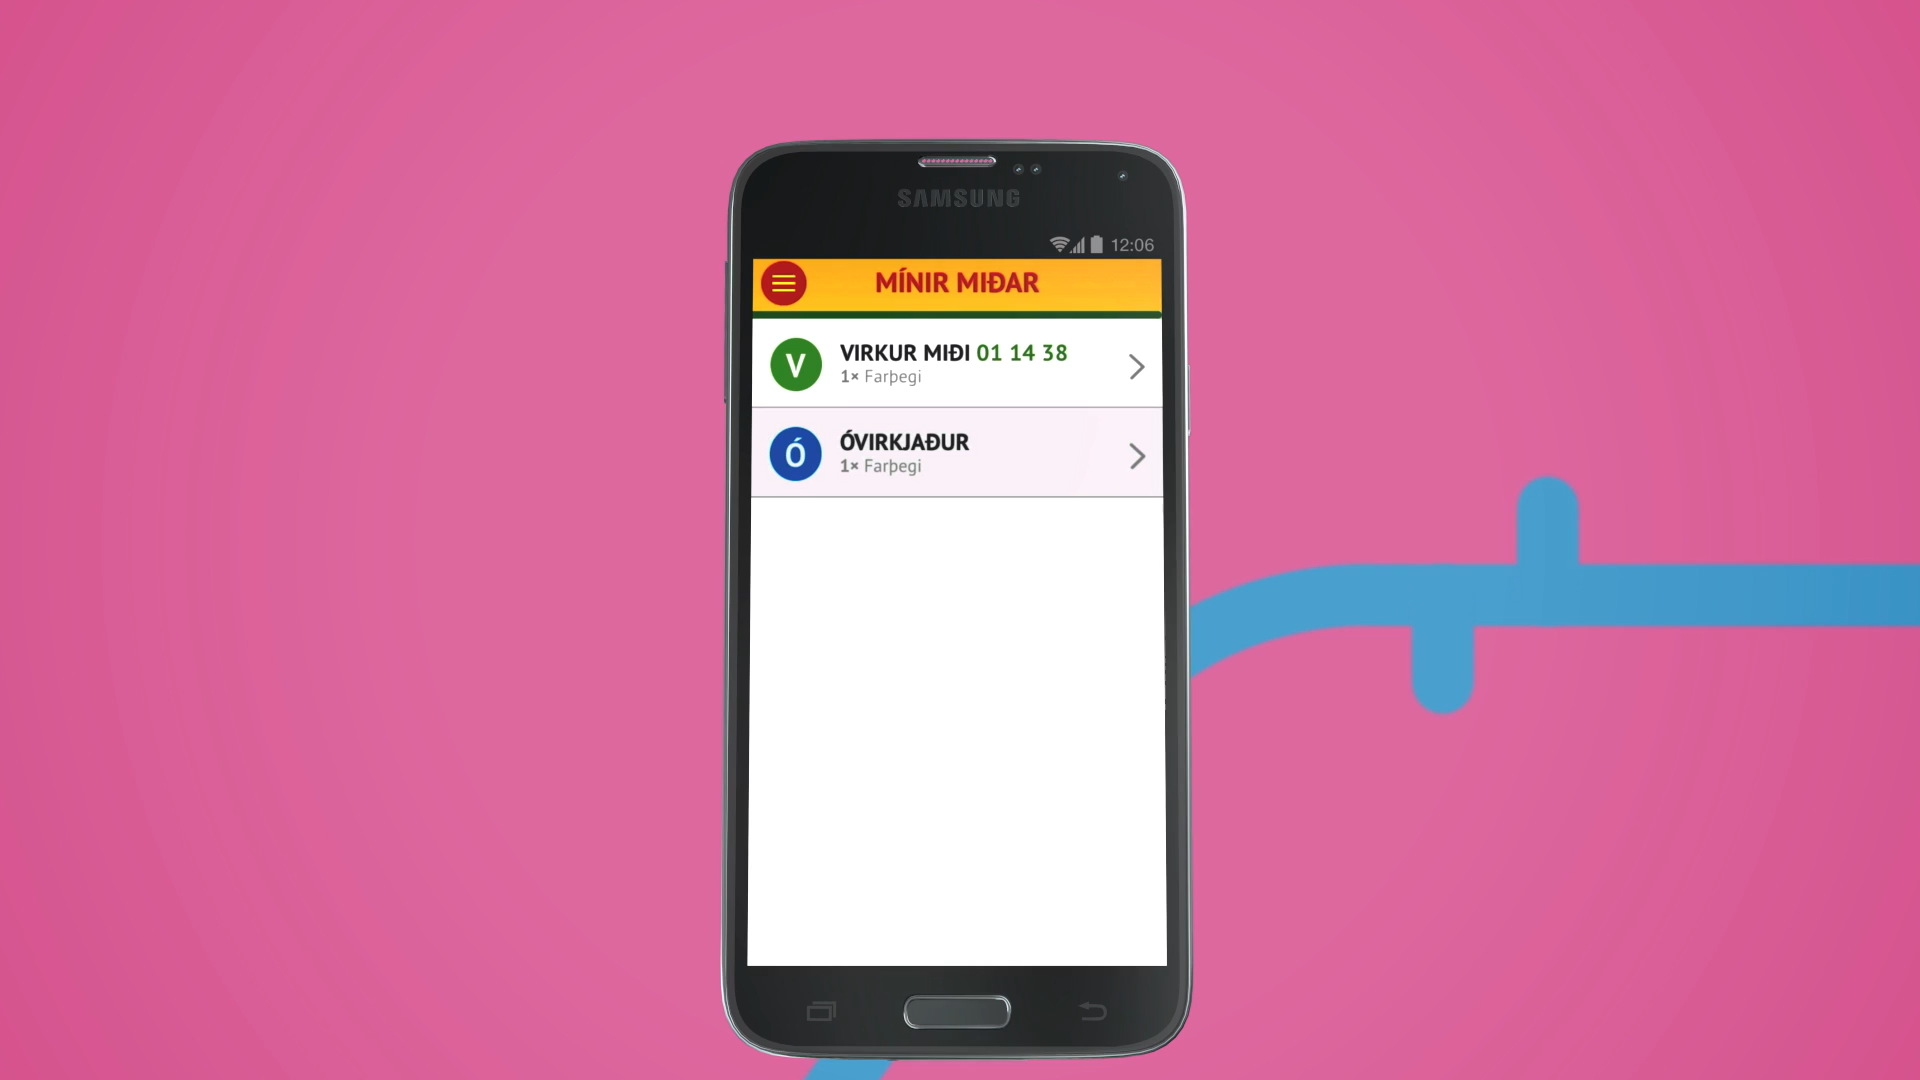 SAMSUNG
12:06
MÍNIR MIÐAR
V
VIRKUR MIÐI 01 14 38
1× Farþegi
Ó
ÓVIRKJAÐUR
1× Farþegi